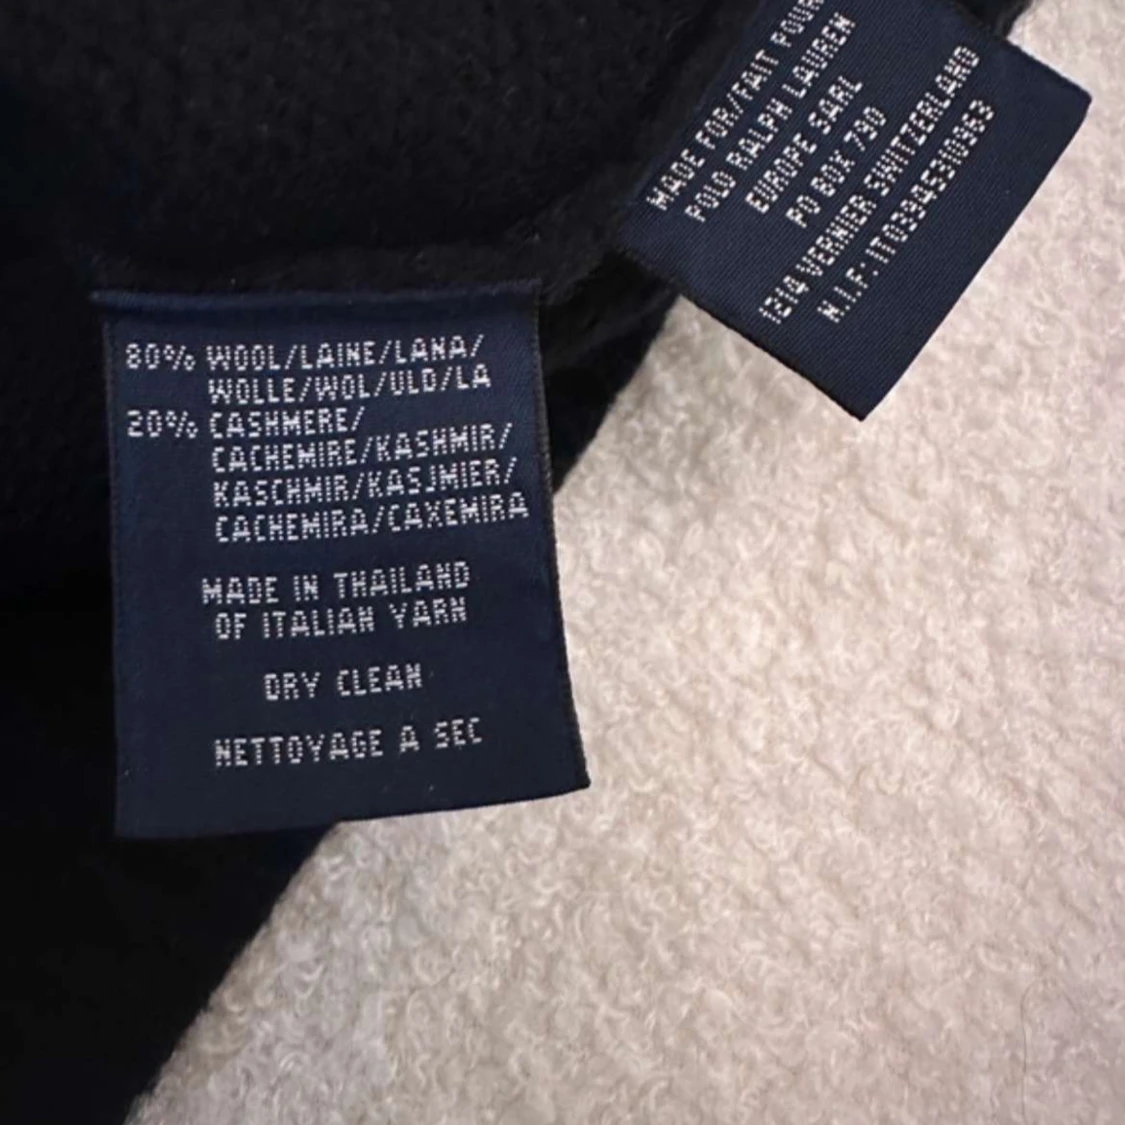 80% WOOL/LAINE/LANA/
WOLLE/WOL/ULD/LA
20% CASHMERE/
CACHEMIRE/KASHMIR/
KASCHMIR/KASJMIER/
CACHEMIRA/CAXEMIRA
MADE IN THAILAND
OF ITALIAN YARN
DRY CLEAN
NETTOYAGE A SEC
MADE FOR/FAIT POUR
POLO RALPH LAUREN
EUROPE SARL
PO BOX 790
1214 VERNIER SWITZERLAND
N.I.F: IT03945310963